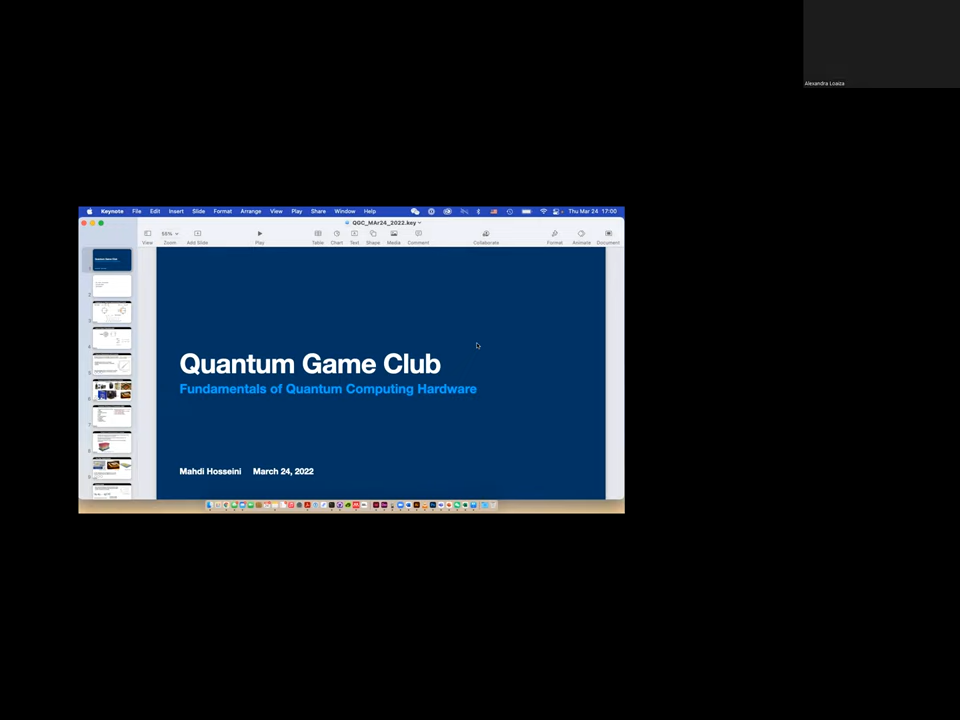 Alexandra Loaiza
Keynote File Edit Insert Slide Format Arrange View Play Share Window Help Thu Mar 24 17:00
QGC_MAr24_2022.key
55%
View Zoom Add Slide Play Table Chart Text Shape Media Comment Collaborate Format Animate Document
Quantum Game Club
Fundamentals of Quantum Computing Hardware
Mahdi Hosseini March 24, 2022